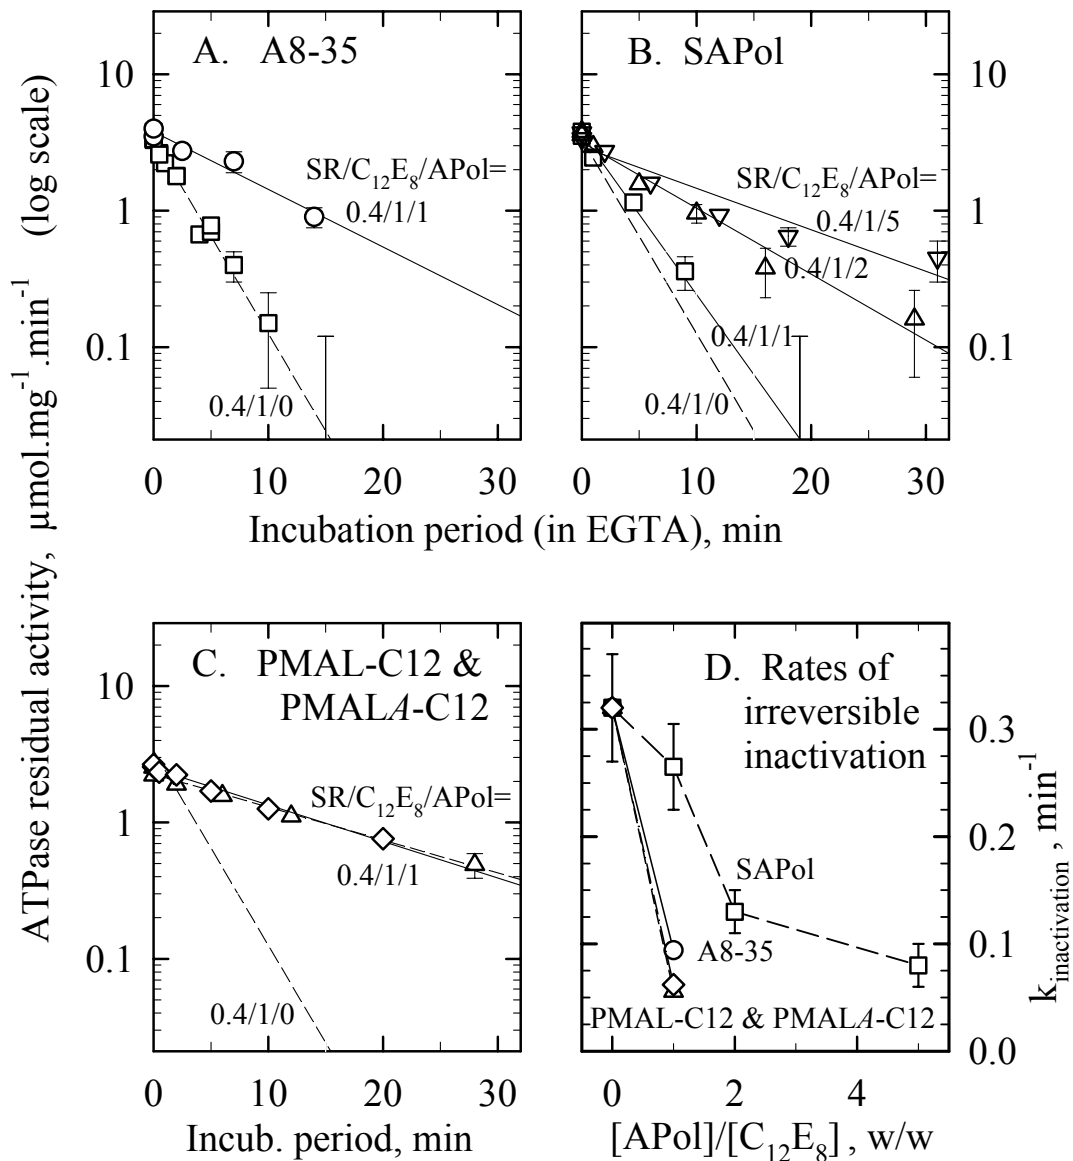 ATPase residual activity, µmol.mg⁻¹.min⁻¹ (log scale)
A. A8-35
10
1
0.1
SR/C₁₂E₈/APol=
0.4/1/1
0.4/1/0
0 10 20 30
B. SAPol
10
1
0.1
SR/C₁₂E₈/APol=
0.4/1/5
0.4/1/2
0.4/1/1
0.4/1/0
0 10 20 30
Incubation period (in EGTA), min
C. PMAL-C12 &
PMALA-C12
10
1
0.1
SR/C₁₂E₈/APol=
0.4/1/1
0.4/1/0
0 10 20 30
Incub. period, min
D. Rates of
irreversible
inactivation
0.3
0.2
0.1
0.0
SAPol
A8-35
PMAL-C12 & PMALA-C12
k inactivation , min⁻¹
0 2 4
[APol]/[C₁₂E₈] , w/w